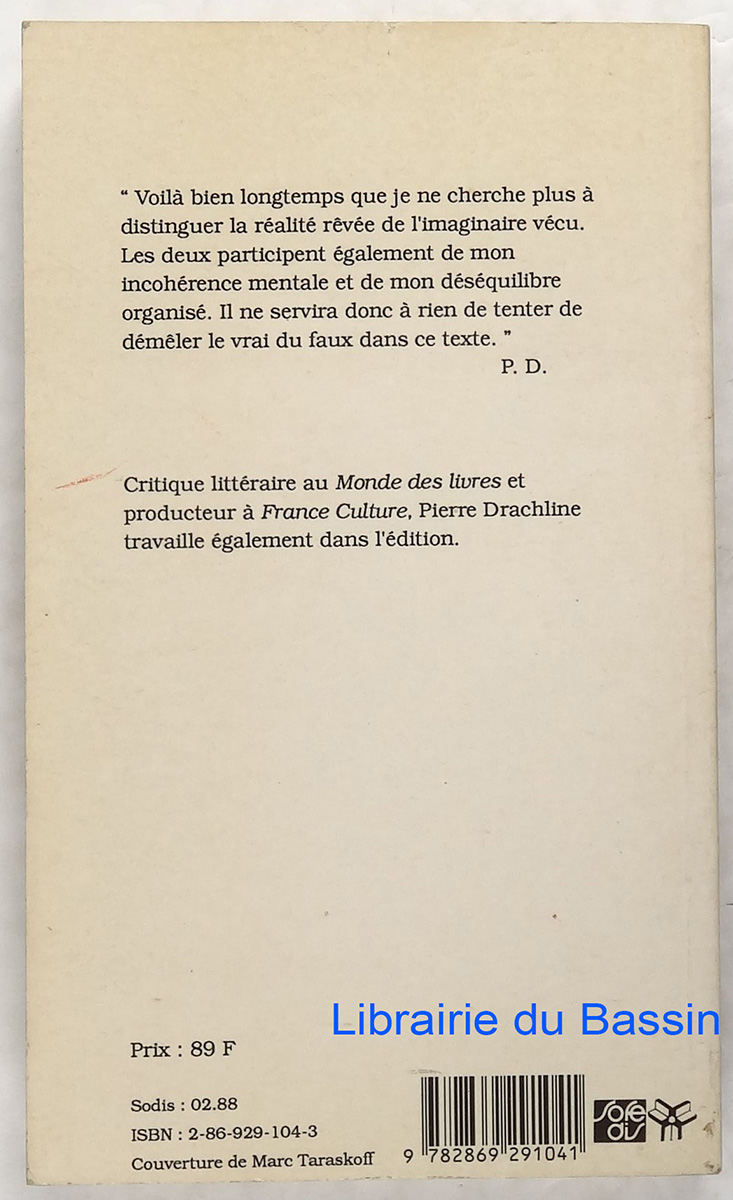 “ Voilà bien longtemps que je ne cherche plus à
distinguer la réalité rêvée de l'imaginaire vécu.
Les deux participent également de mon
incohérence mentale et de mon déséquilibre
organisé. Il ne servira donc à rien de tenter de
démêler le vrai du faux dans ce texte. ”
P. D.
Critique littéraire au Monde des livres et
producteur à France Culture, Pierre Drachline
travaille également dans l'édition.
Librairie du Bassin
Prix : 89 F
Sodis : 02.88
ISBN : 2-86-929-104-3
Couverture de Marc Taraskoff
9 782869 291041
Sofedis